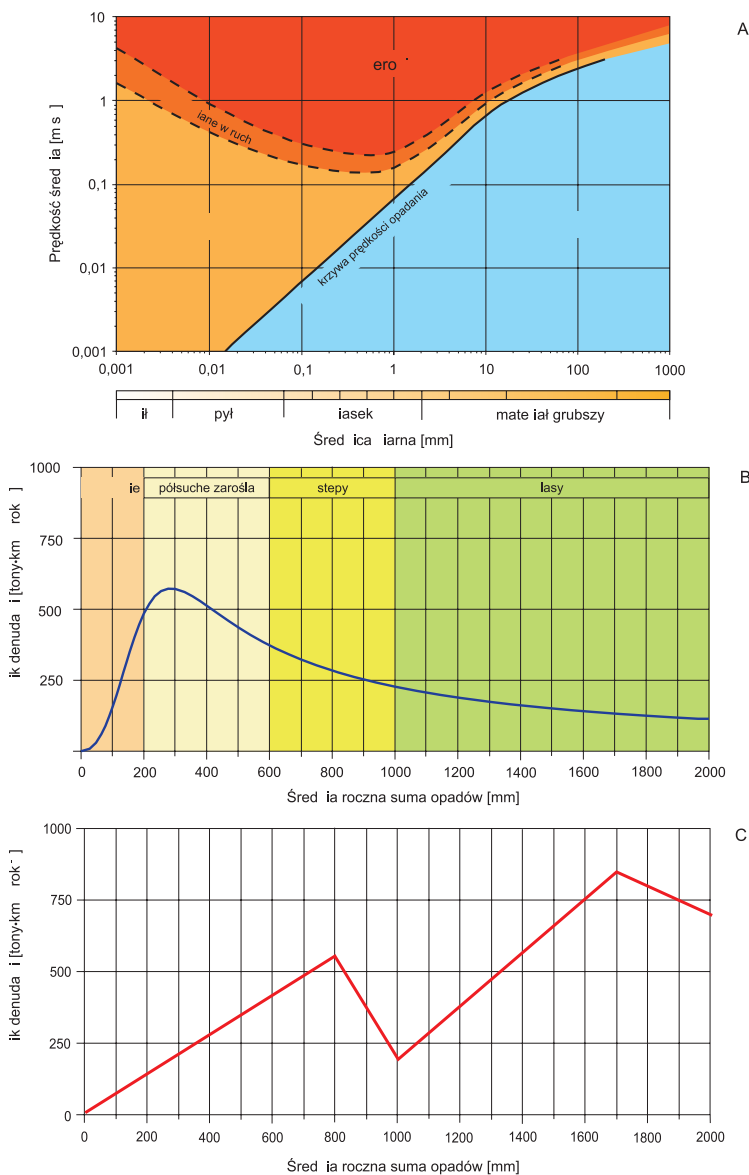 A
10
1
0,1
0,01
0,001
Prędkość śred ia [m s ]
ero
iane w ruch
krzywa prędkości opadania
0,001 0,01 0,1 1 10 100 1000
ił pył iasek mate iał grubszy
Śred ica iarna [mm]
B
1000
750
500
250
ik denuda i [tony•km rok ]
ie półsuche zarośla stepy lasy
0 200 400 600 800 1000 1200 1400 1600 1800 2000
Śred ia roczna suma opadów [mm]
C
1000
750
500
250
0
ik denuda i [tony•km rok⁻ ]
0 200 400 600 800 1000 1200 1400 1600 1800 2000
Śred ia roczna suma opadów [mm]